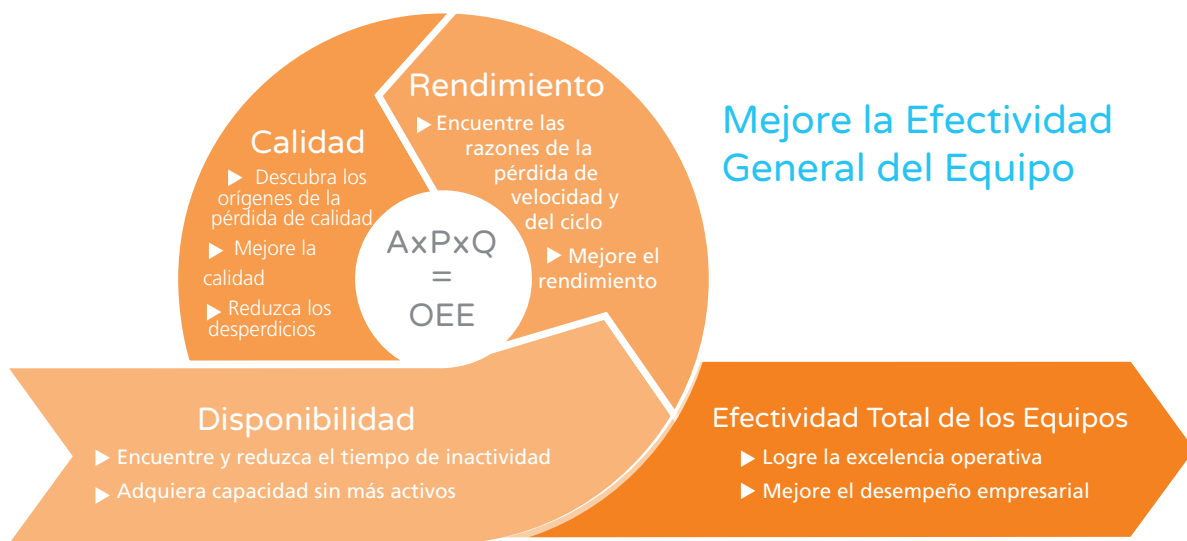 Mejore la Efectividad
General del Equipo
Rendimiento
▶ Encuentre las
razones de la
pérdida de
velocidad y
del ciclo
▶ Mejore el
rendimiento
Calidad
▶ Descubra los
orígenes de la
pérdida de calidad
▶ Mejore la
calidad
▶ Reduzca los
desperdicios
AxPxQ
=
OEE
Disponibilidad
▶ Encuentre y reduzca el tiempo de inactividad
▶ Adquiera capacidad sin más activos
Efectividad Total de los Equipos
▶ Logre la excelencia operativa
▶ Mejore el desempeño empresarial